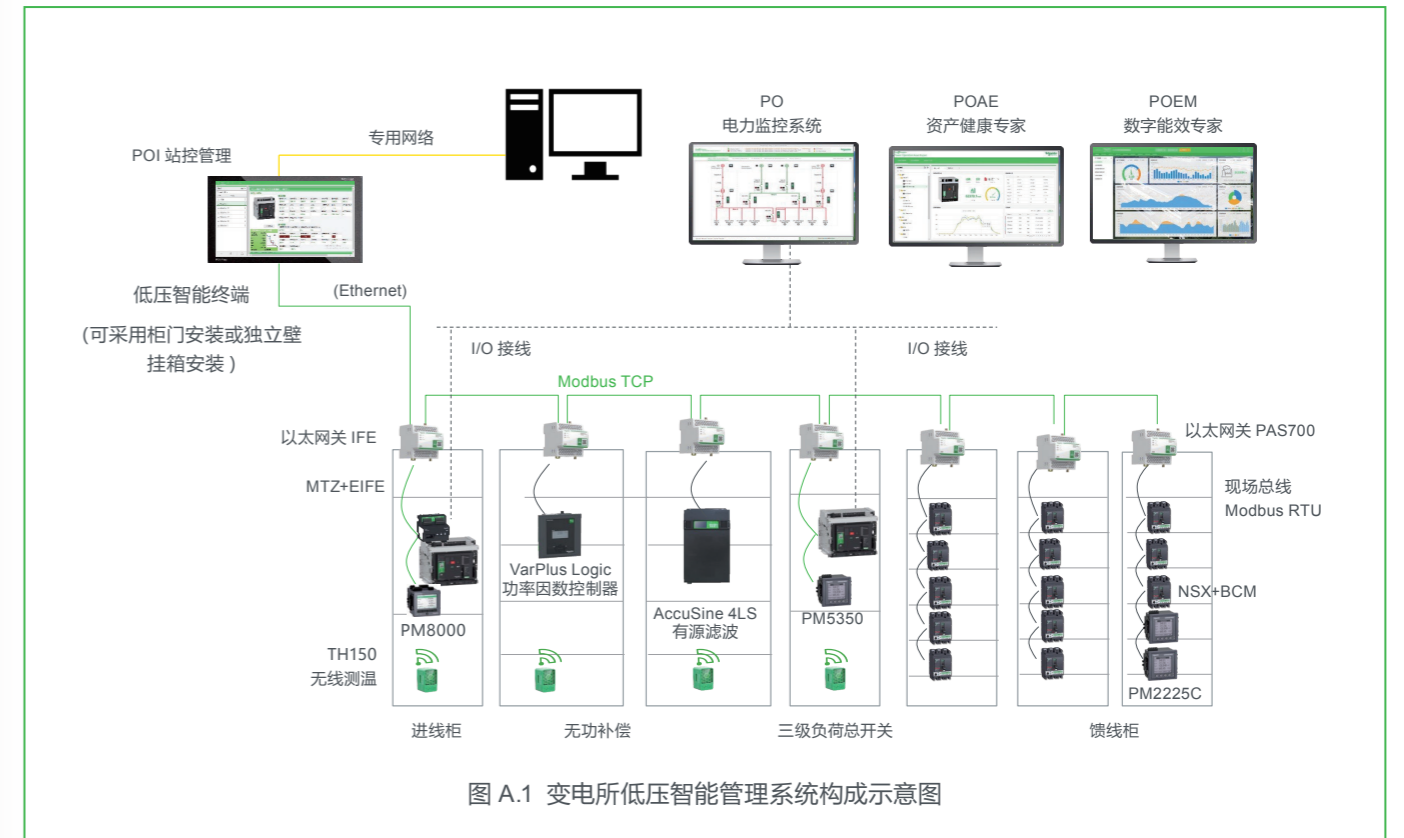 PO
电力监控系统
POAE
资产健康专家
POEM
数字能效专家
专用网络
POI 站控管理
低压智能终端
(可采用柜门安装或独立壁
挂箱安装 )
(Ethernet)
I/O 接线
I/O 接线
Modbus TCP
以太网关 IFE
以太网关 PAS700
MTZ+EIFE
现场总线
Modbus RTU
VarPlus Logic
功率因数控制器
NSX+BCM
AccuSine 4LS
有源滤波
PM8000
PM5350
TH150
无线测温
PM2225C
进线柜
无功补偿
三级负荷总开关
馈线柜
图 A.1 变电所低压智能管理系统构成示意图